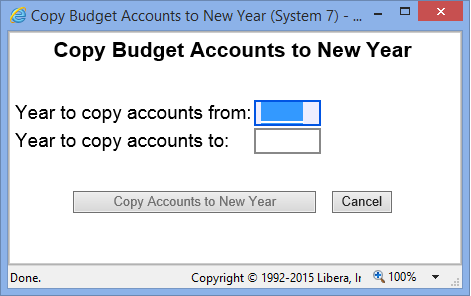 Copy Budget Accounts to New Year (System 7) - ...
Copy Budget Accounts to New Year
Year to copy accounts from:
Year to copy accounts to:
Copy Accounts to New Year Cancel
Done. Copyright © 1992-2015 Libera, Ir 100%